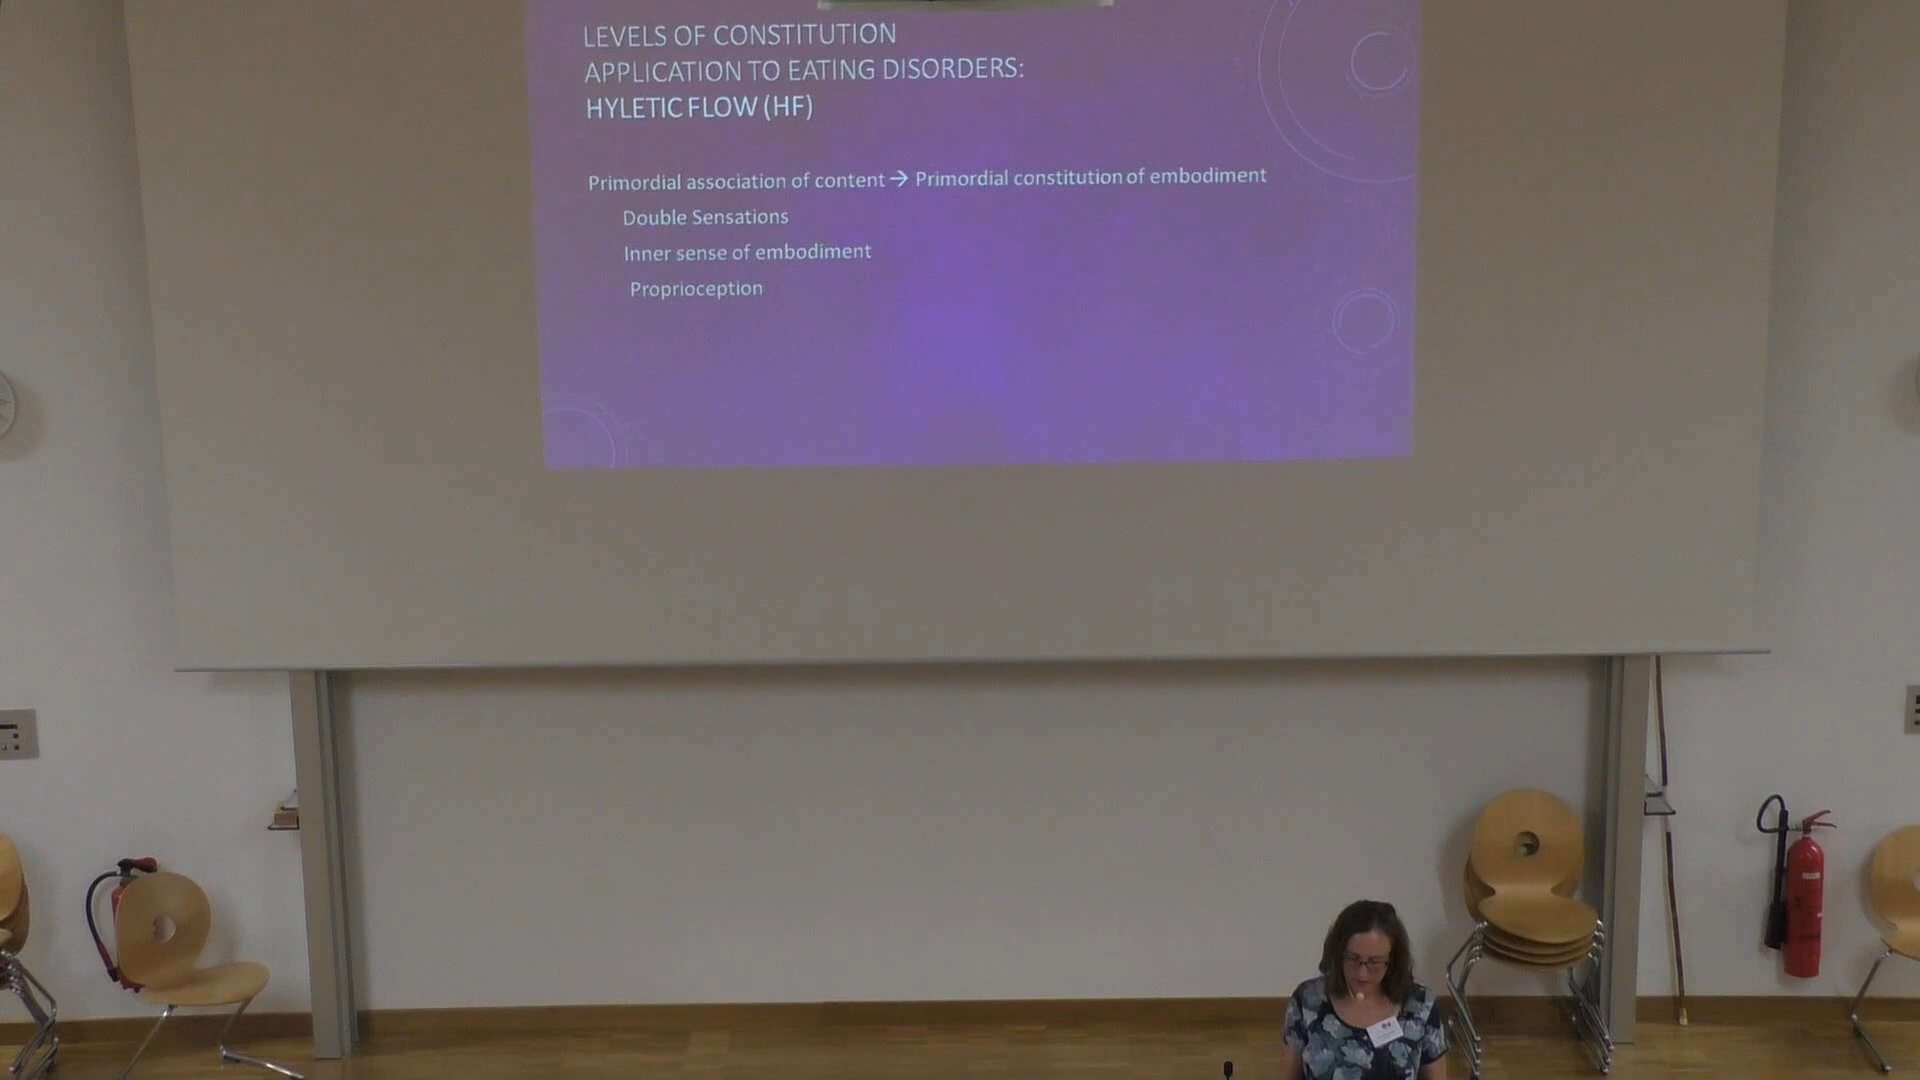 LEVELS OF CONSTITUTION
APPLICATION TO EATING DISORDERS:
HYLETIC FLOW (HF)
Primordial association of content → Primordial constitution of embodiment
Double Sensations
Inner sense of embodiment
Proprioception